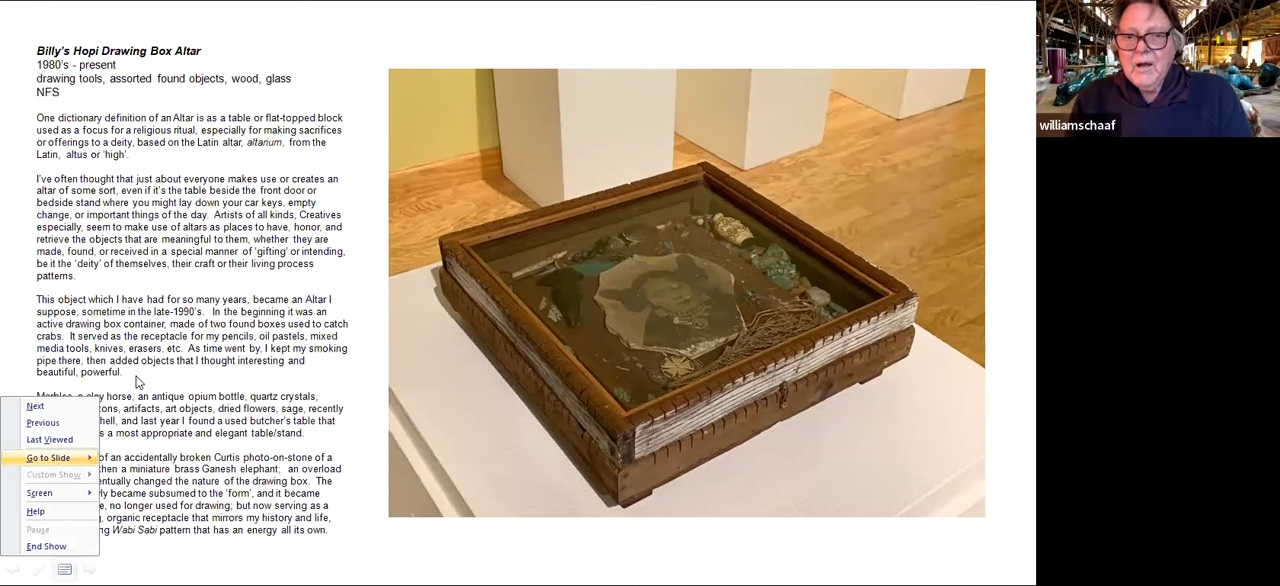 Billy's Hopi Drawing Box Altar
1980's - present
drawing tools, assorted found objects, wood, glass
NFS
One dictionary definition of an Altar is as a table or flat-topped block
used as a focus for a religious ritual, especially for making sacrifices
or offerings to a deity, based on the Latin altar, altarium, from the
Latin, altus or 'high'.
I've often thought that just about everyone makes use or creates an
altar of some sort, even if it's the table beside the front door or
bedside stand where you might lay down your car keys, empty
change, or important things of the day. Artists of all kinds, Creatives
especially, seem to make use of altars as places to have, honor, and
retrieve the objects that are meaningful to them, whether they are
made, found, or received in a special manner of 'gifting' or intending,
be it the 'deity' of themselves, their craft or their living process
patterns.
This object which I have had for so many years, became an Altar I
suppose, sometime in the late-1990's. In the beginning it was an
active drawing box container, made of two found boxes used to catch
crabs. It served as the receptacle for my pencils, oil pastels, mixed
media tools, knives, erasers, etc. As time went by, I kept my smoking
pipe there, then added objects that I thought interesting and
beautiful, powerful.
Marbles, a clay horse, an antique opium bottle, quartz crystals,
artifacts, art objects, dried flowers, sage, recently
and last year I found a used butcher's table that
a most appropriate and elegant table/stand.
of an accidentally broken Curtis photo-on-stone of a
then a miniature brass Ganesh elephant; an overload
changed the nature of the drawing box. The
became subsumed to the 'form', and it became
no longer used for drawing; but now serving as a
organic receptacle that mirrors my history and life,
Wabi Sabi pattern that has an energy all its own.
Next
Previous
Last Viewed
Go to Slide
Custom Show
Screen
Help
Pause
End Show
williamschaaf